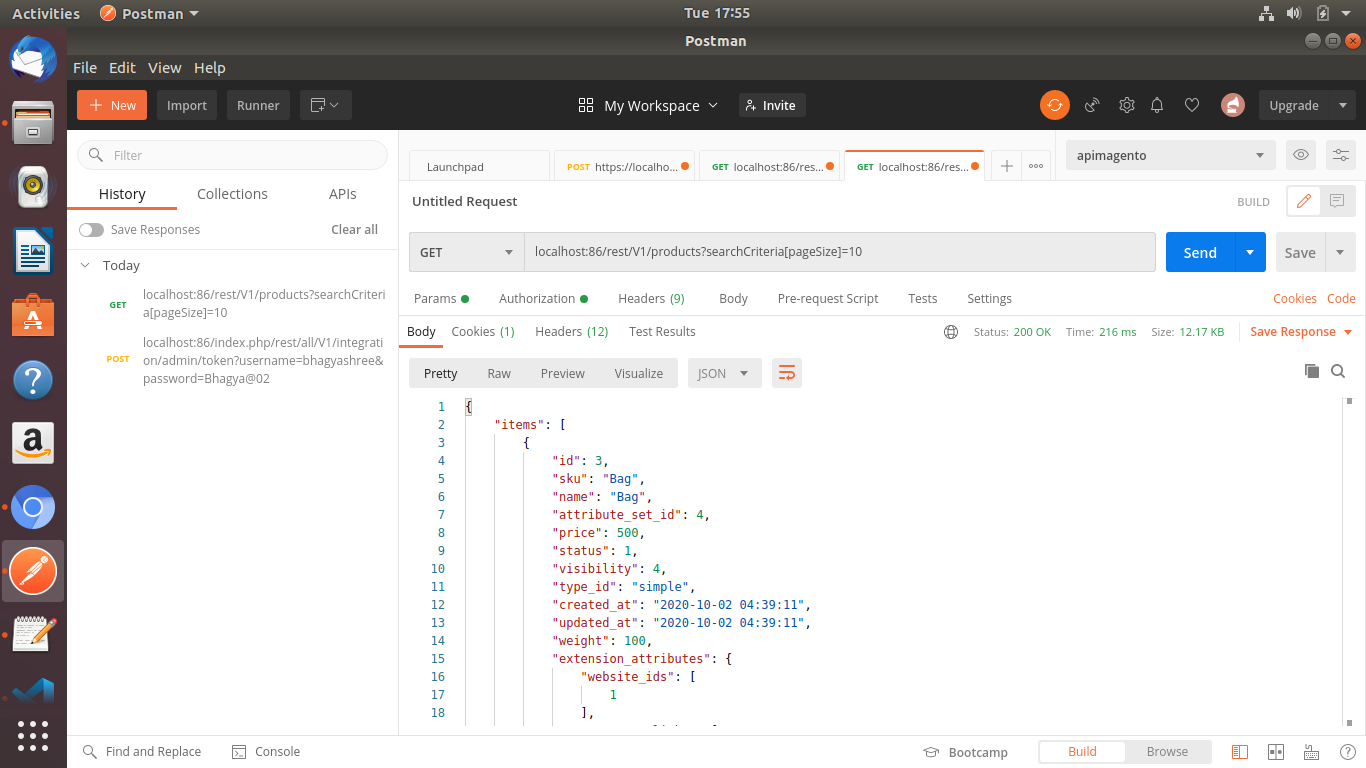 Activities
Postman
Tue 17:55
Postman
File Edit View Help
New
Import
Runner
My Workspace
Invite
Upgrade
Filter
History
Collections
APIs
Save Responses
Clear all
Today
GET
localhost:86/rest/V1/products?searchCriteri
a[pageSize]=10
POST
localhost:86/index.php/rest/all/V1/integrati
on/admin/token?username=bhagyashree&
password=Bhagya@02
Launchpad
POST https://localho...
GET localhost:86/res...
GET localhost:86/res...
apimagento
Untitled Request
BUILD
GET
localhost:86/rest/V1/products?searchCriteria[pageSize]=10
Send
Save
Params
Authorization
Headers (9)
Body
Pre-request Script
Tests
Settings
Cookies
Code
Body
Cookies (1)
Headers (12)
Test Results
Status: 200 OK
Time: 216 ms
Size: 12.17 KB
Save Response
Pretty
Raw
Preview
Visualize
JSON
1 {
2 "items": [
3 {
4 "id": 3,
5 "sku": "Bag",
6 "name": "Bag",
7 "attribute_set_id": 4,
8 "price": 500,
9 "status": 1,
10 "visibility": 4,
11 "type_id": "simple",
12 "created_at": "2020-10-02 04:39:11",
13 "updated_at": "2020-10-02 04:39:11",
14 "weight": 100,
15 "extension_attributes": {
16 "website_ids": [
17 1
18 ],
Find and Replace
Console
Bootcamp
Build
Browse